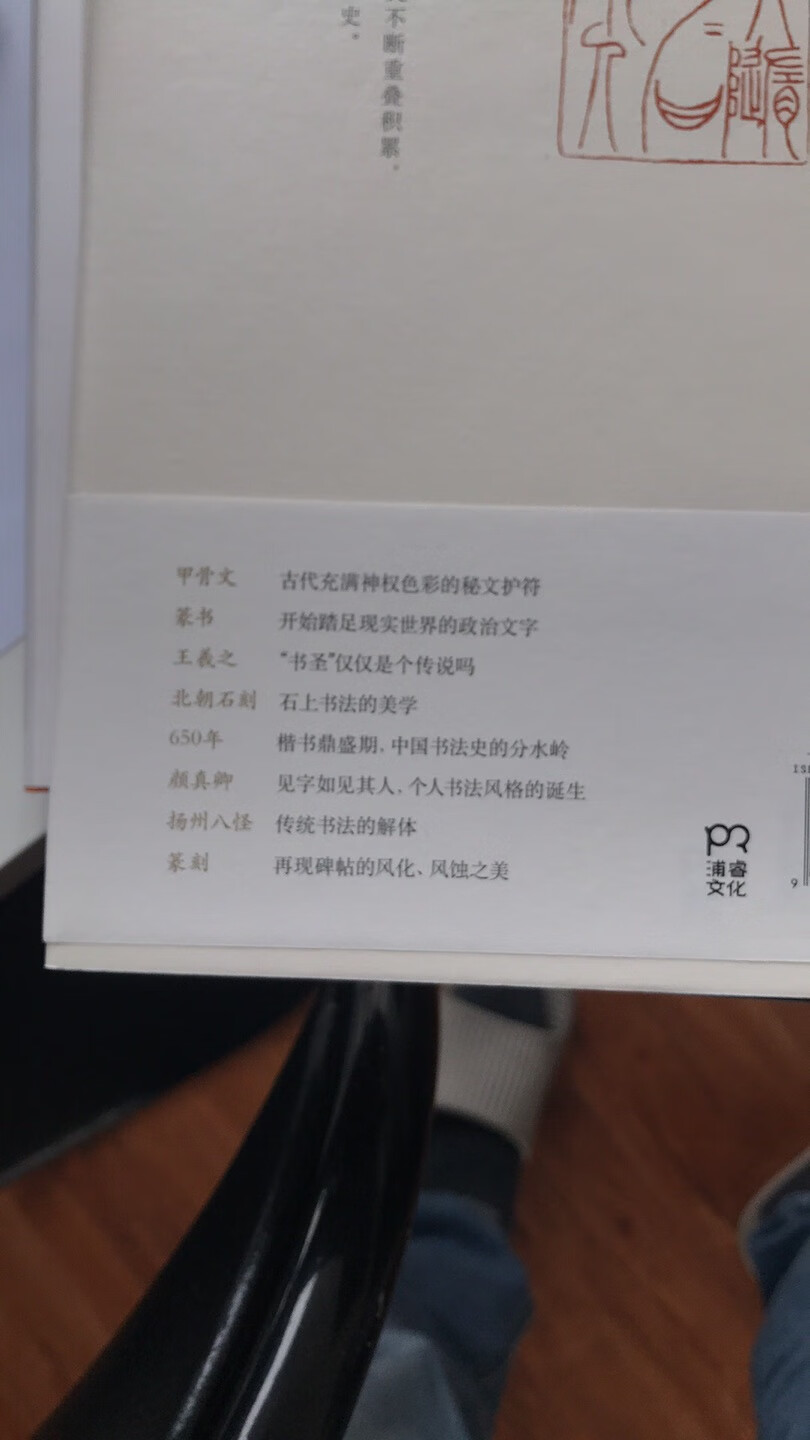 不断重叠积累，
史。
甲骨文 古代充满神权色彩的秘文护符
篆书 开始踏足现实世界的政治文字
王羲之 “书圣”仅仅是个传说吗
北朝石刻 石上书法的美学
650年 楷书鼎盛期，中国书法史的分水岭
颜真卿 见字如见其人，个人书法风格的诞生
扬州八怪 传统书法的解体
篆刻 再现碑帖的风化、风蚀之美
浦睿
文化
9